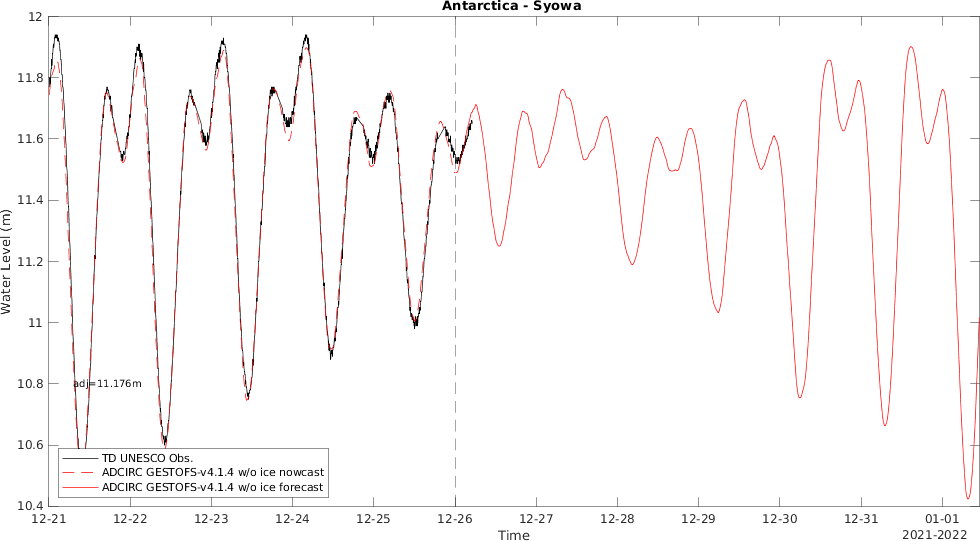 Antarctica - Syowa
12
11.8
11.6
11.4
11.2
11
10.8
10.6
10.4
Water Level (m)
adj=11.176m
TD UNESCO Obs.
ADCIRC GESTOFS-v4.1.4 w/o ice nowcast
ADCIRC GESTOFS-v4.1.4 w/o ice forecast
12-21 12-22 12-23 12-24 12-25 12-26 12-27 12-28 12-29 12-30 12-31 01-01
Time
2021-2022